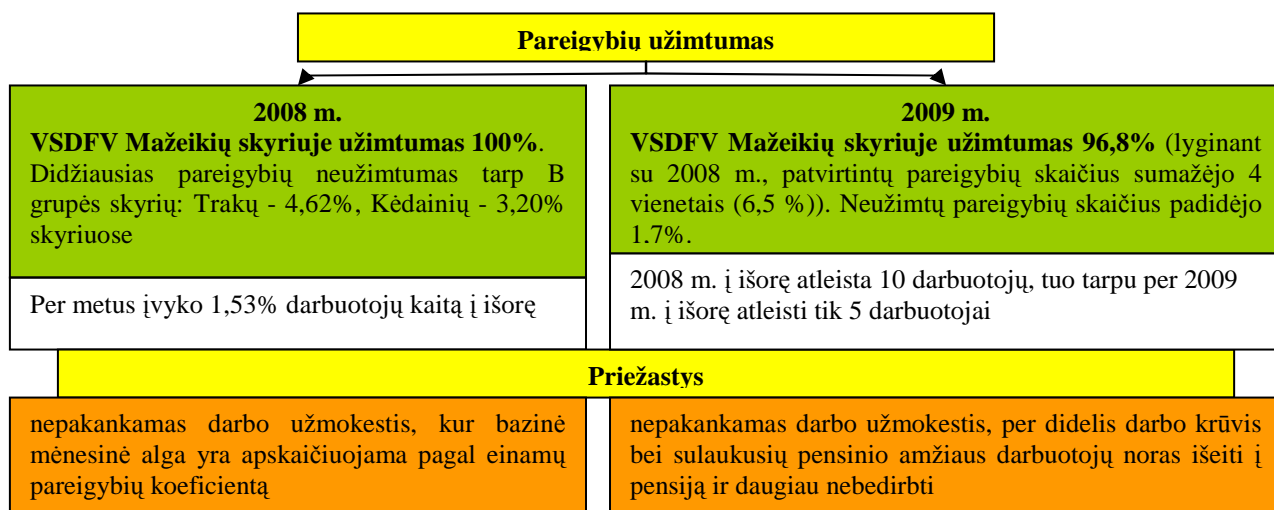 Pareigybių užimtumas
2008 m.
VSDFV Mažeikių skyriuje užimtumas 100%.
Didžiausias pareigybių neužimtumas tarp B
grupės skyrių: Trakų - 4,62%, Kėdainių - 3,20%
skyriuose
Per metus įvyko 1,53% darbuotojų kaitą į išorę
2009 m.
VSDFV Mažeikių skyriuje užimtumas 96,8% (lyginant
su 2008 m., patvirtintų pareigybių skaičius sumažėjo 4
vienetais (6,5 %)). Neužimtų pareigybių skaičius padidėjo
1,7%.
2008 m. į išorę atleista 10 darbuotojų, tuo tarpu per 2009
m. į išorę atleisti tik 5 darbuotojai
Priežastys
nepakankamas darbo užmokestis, kur bazinė
mėnesinė alga yra apskaičiuojama pagal einamų
pareigybių koeficientą
nepakankamas darbo užmokestis, per didelis darbo krūvis
bei sulaukusių pensinio amžiaus darbuotojų noras išeiti į
pensiją ir daugiau nebedirbti